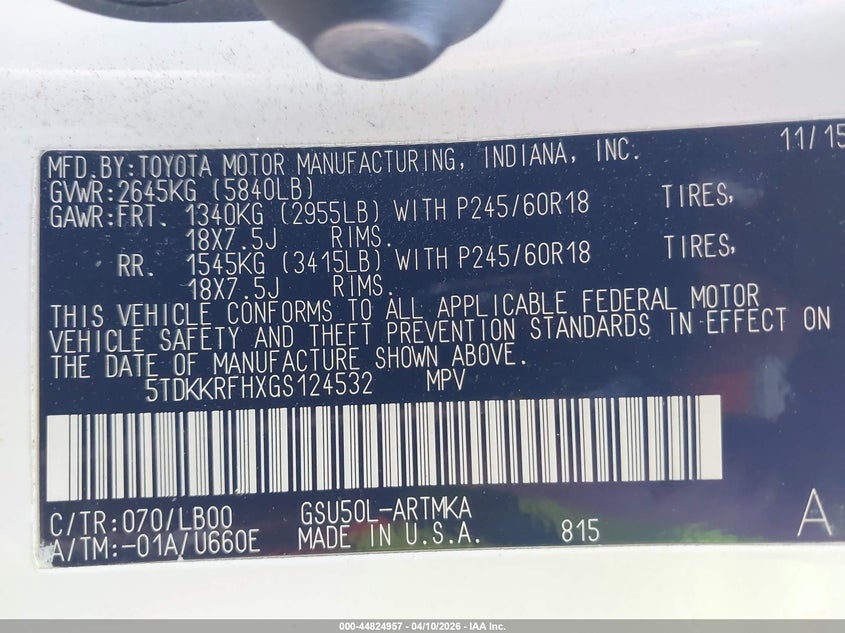 MFD.BY:TOYOTA MOTOR MANUFACTURING, INDIANA, INC. 11/15
GVWR:2645KG (5840LB)
GAWR:FRT. 1340KG (2955LB) WITH P245/60R18 TIRES,
18X7.5J RIMS.
RR. 1545KG (3415LB) WITH P245/60R18 TIRES,
18X7.5J RIMS.
THIS VEHICLE CONFORMS TO ALL APPLICABLE FEDERAL MOTOR
VEHICLE SAFETY AND THEFT PREVENTION STANDARDS IN EFFECT ON
THE DATE OF MANUFACTURE SHOWN ABOVE.
5TDKKRFHXGS124532 MPV
C/TR:070/LB00 GSU50L-ARTMKA
A/TM:-01A/U660E MADE IN U.S.A. 815 A
000-44824957 - 04/10/2026 - IAA Inc.